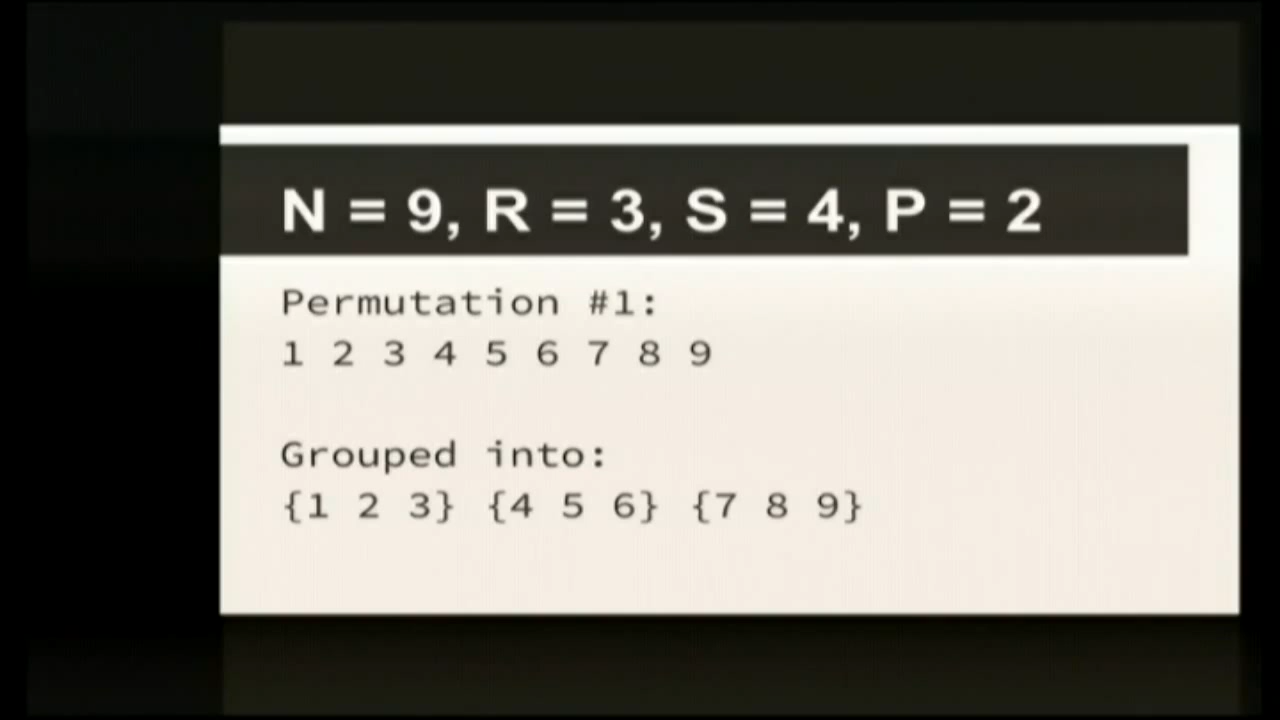 N = 9, R = 3, S = 4, P = 2
Permutation #1:
1 2 3 4 5 6 7 8 9
Grouped into:
{1 2 3} {4 5 6} {7 8 9}